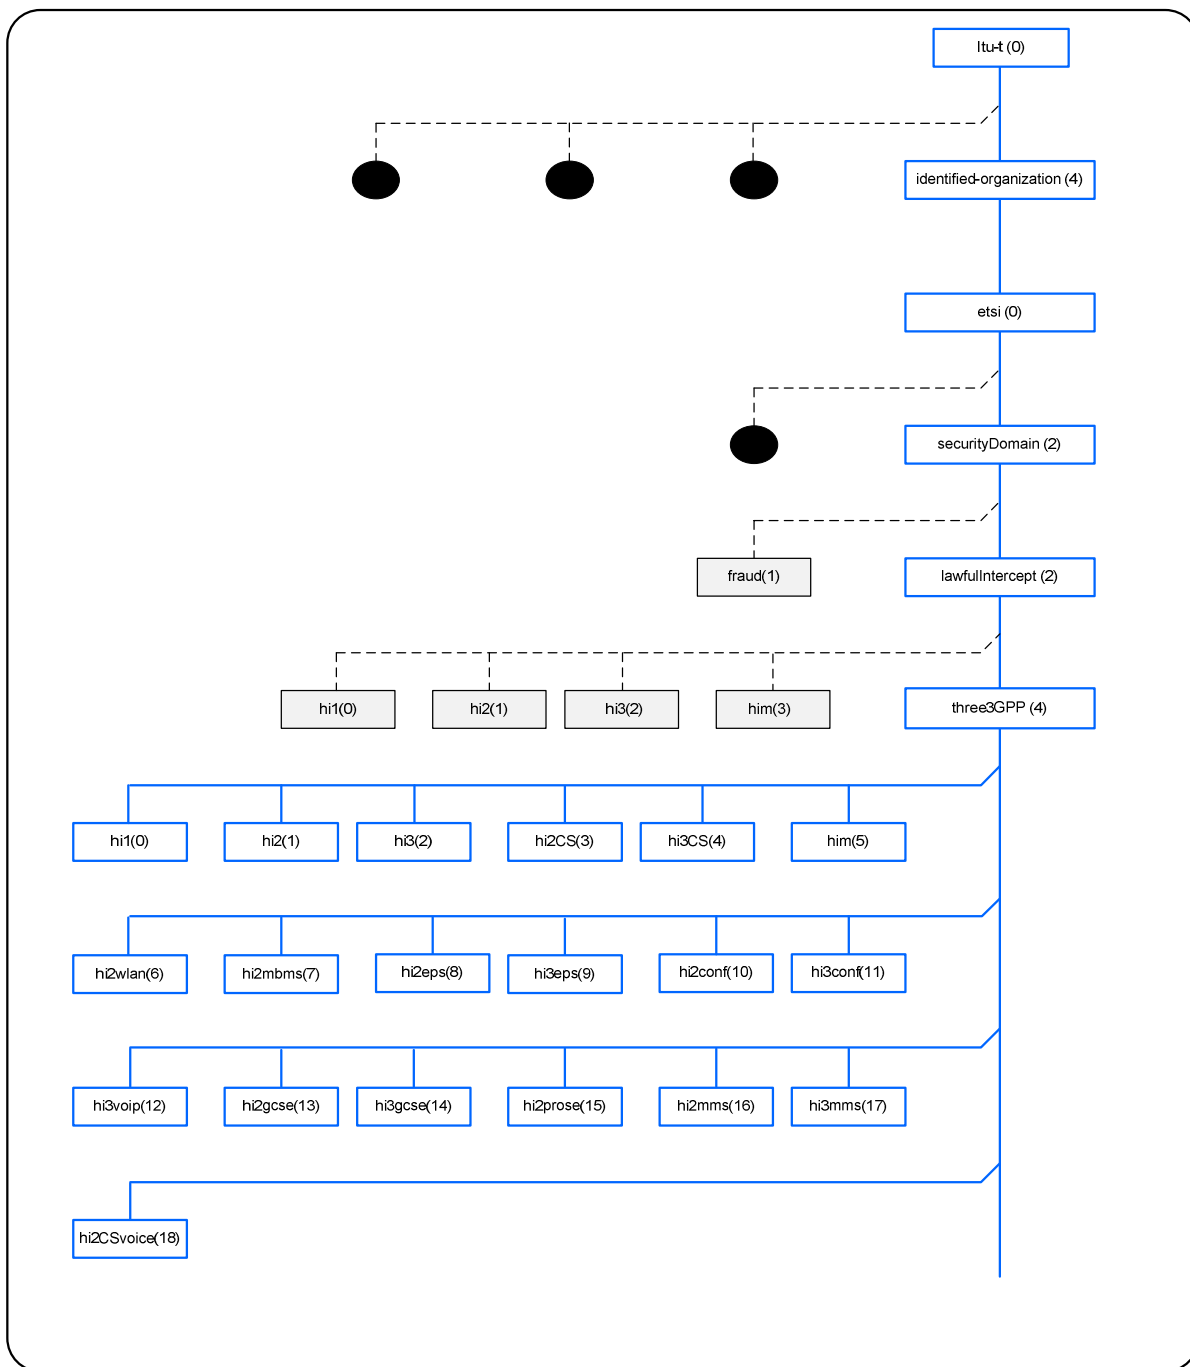 Itu-t (0)
identified-organization (4)
etsi (0)
securityDomain (2)
fraud(1)
lawfulIntercept (2)
hi1(0)
hi2(1)
hi3(2)
him(3)
three3GPP (4)
hi1(0)
hi2(1)
hi3(2)
hi2CS(3)
hi3CS(4)
him(5)
hi2wlan(6)
hi2mbms(7)
hi2eps(8)
hi3eps(9)
hi2conf(10)
hi3conf(11)
hi3voip(12)
hi2gcse(13)
hi3gcse(14)
hi2prose(15)
hi2mms(16)
hi3mms(17)
hi2CSvoice(18)